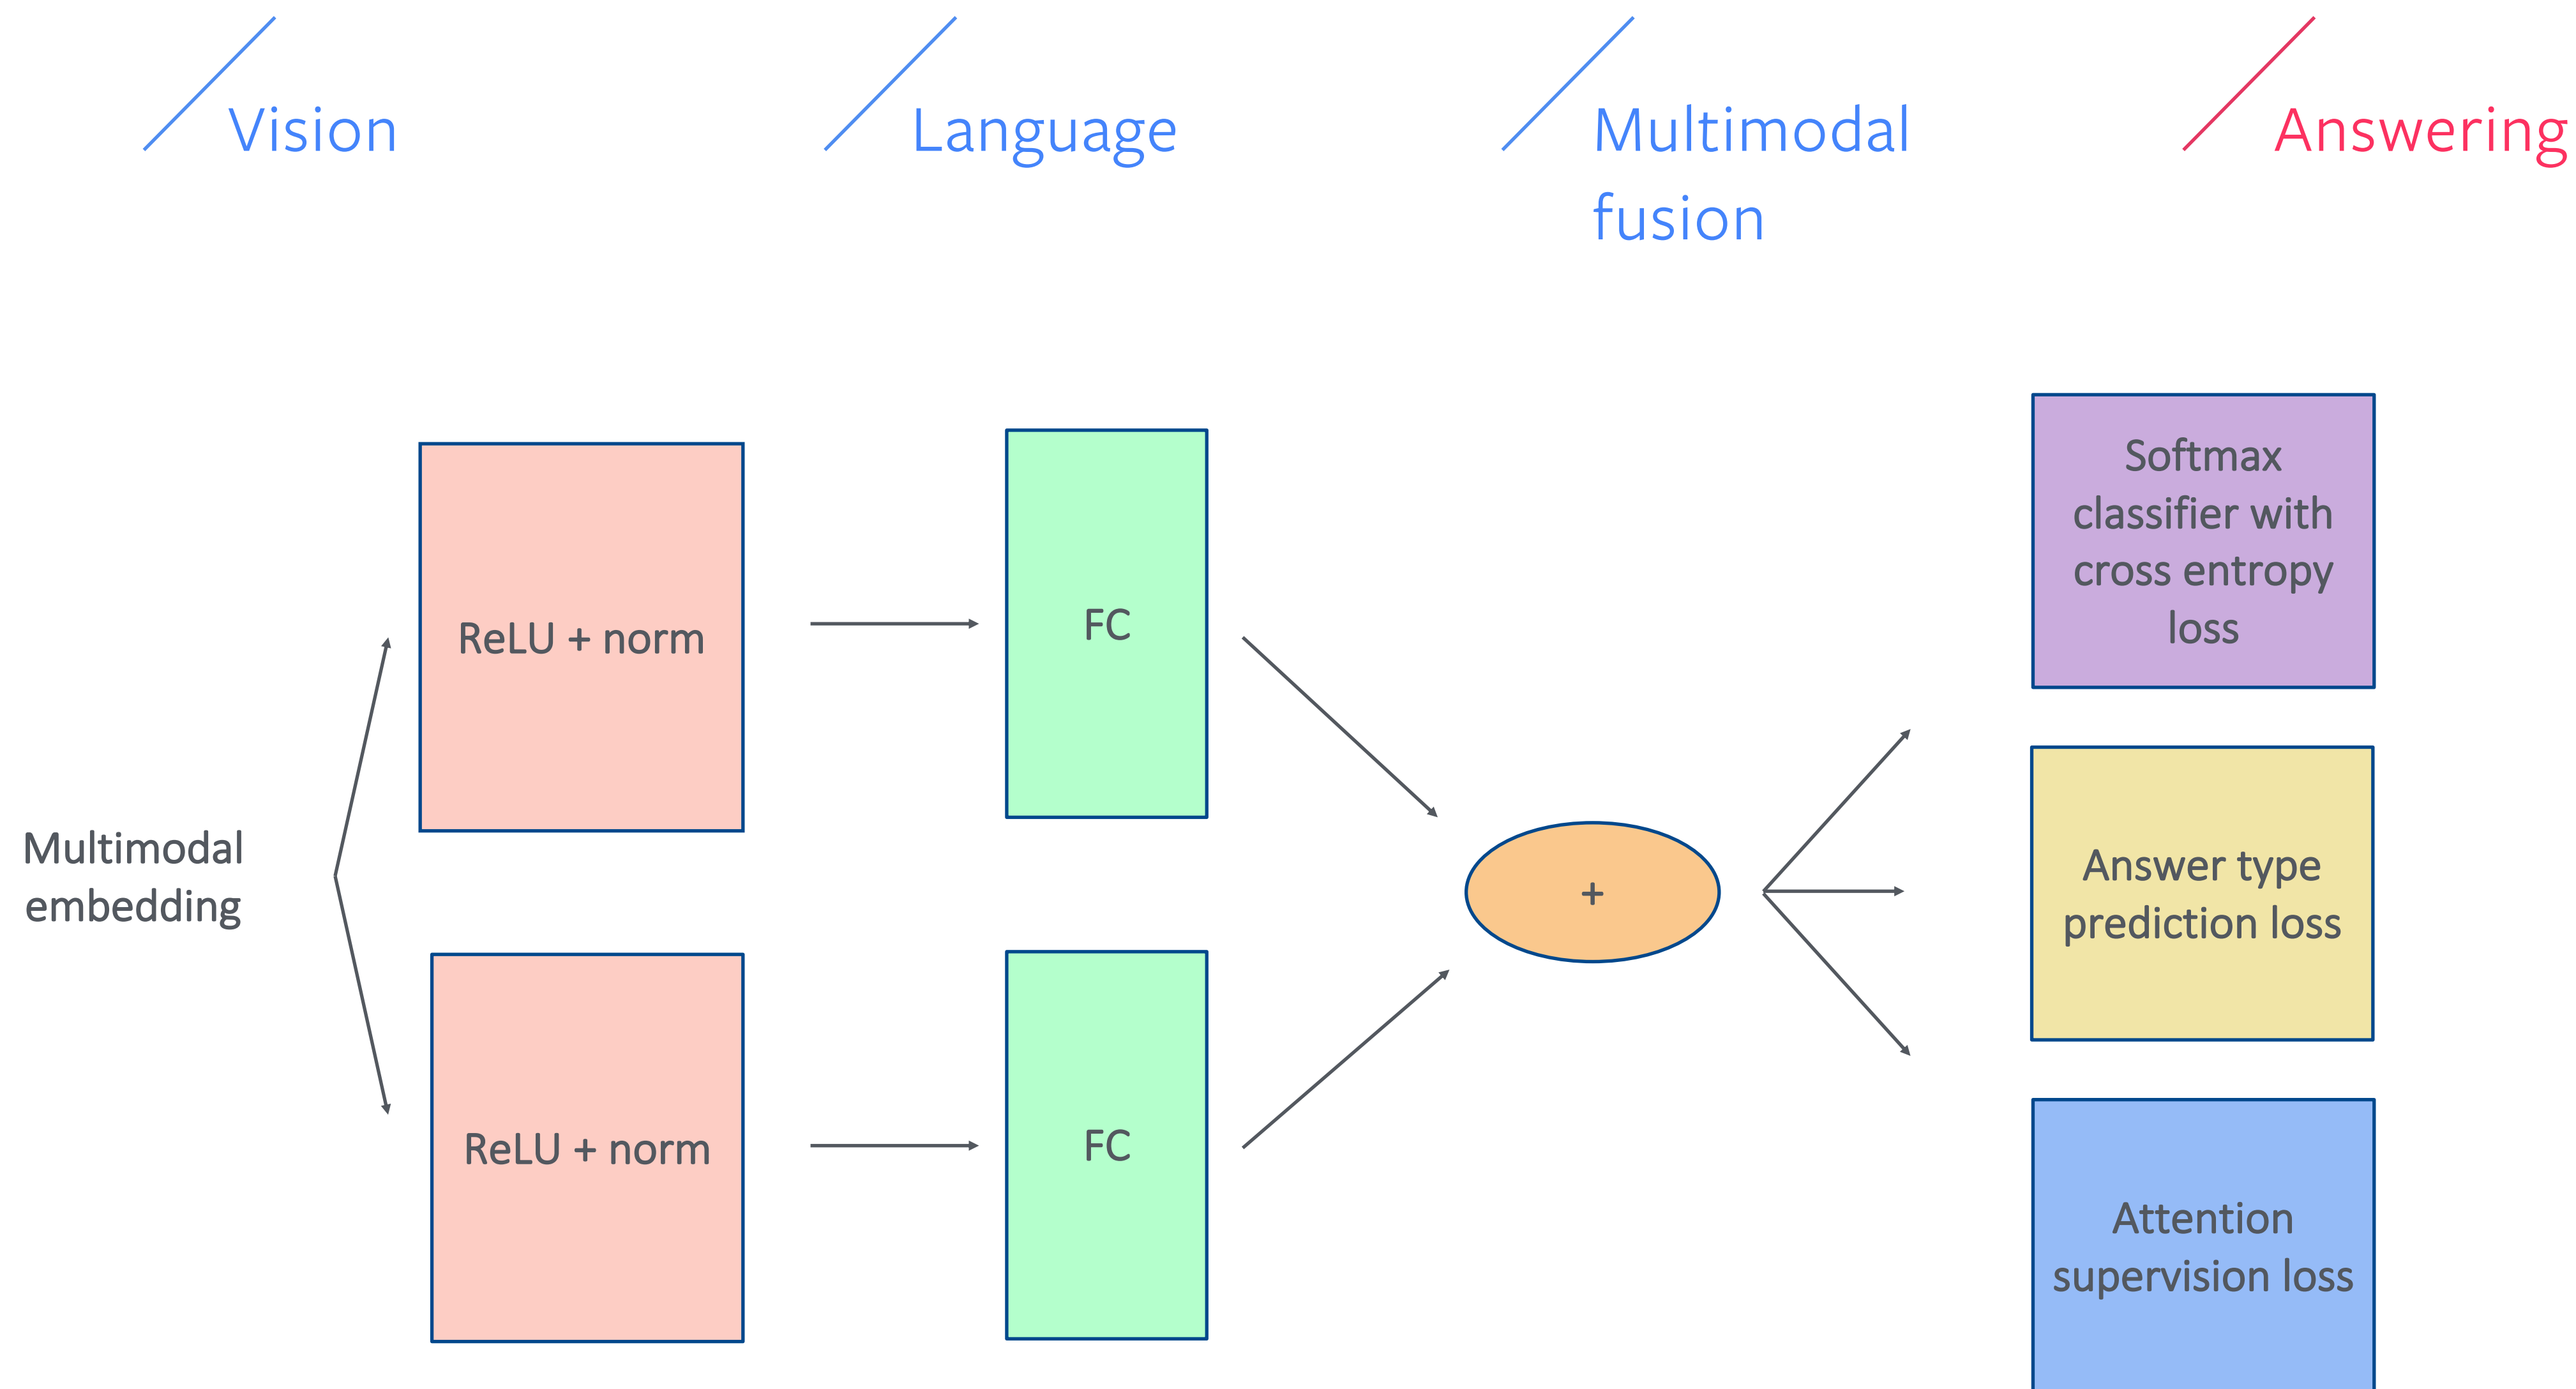 Vision
Language
Multimodal
fusion
Answering
Multimodal
embedding
ReLU + norm
FC
ReLU + norm
FC
+
Softmax
classifier with
cross entropy
loss
Answer type
prediction loss
Attention
supervision loss